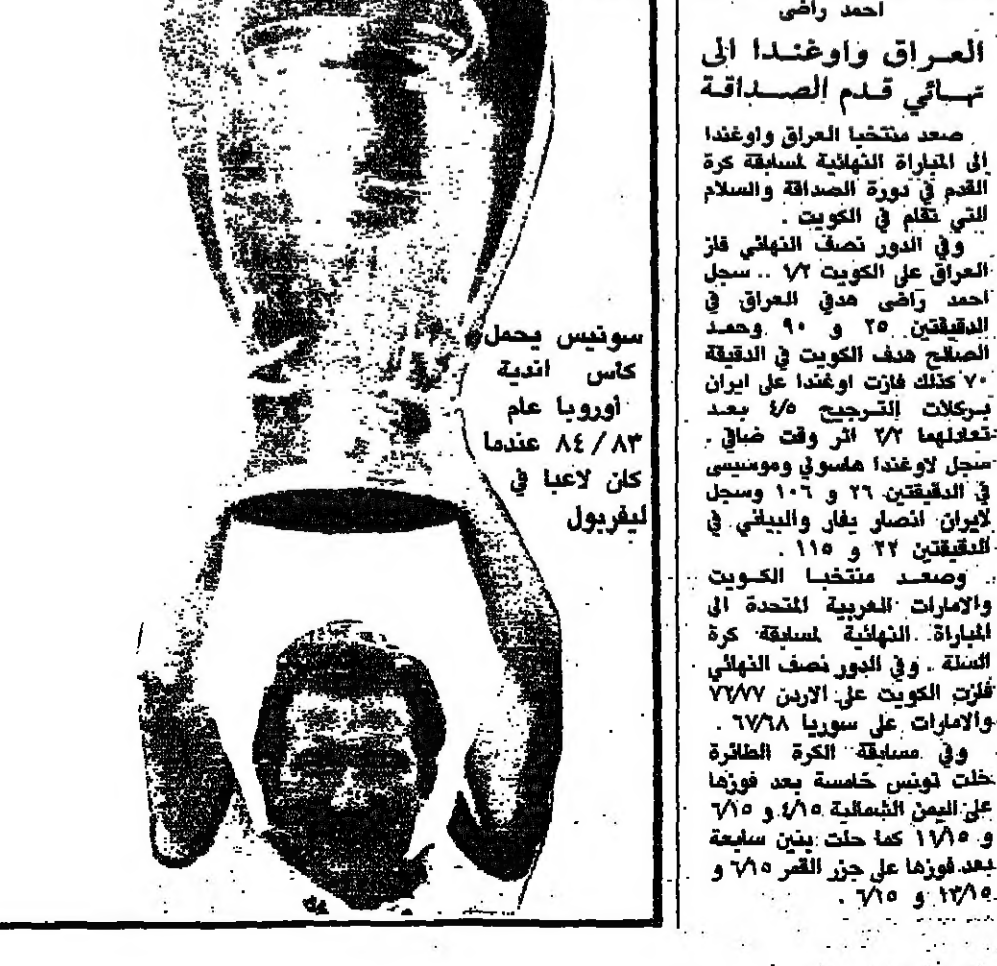 احمد راضى
العراق واوغندا الى
نهائي قدم الصداقة
صعد منتخبا العراق واوغندا
الى المباراة النهائية لمسابقة كرة
القدم في دورة الصداقة والسلام
التي تقام في الكويت .
وفي الدور نصف النهائي فاز
العراق على الكويت ٦/٢ .. سجل
احمد راضى هدفي العراق في
الدقيقتين ٢٥ و ٩٠ وحمد
الصالح هدف الكويت في الدقيقة
٧٠ كذلك فازت اوغندا على ايران
بركلات الترجيح ٤/٥ بعد
تعادلهما ٢/٢ اثر وقت ضافي .
سجل لاوغندا هاسولي وموسيسي
في الدقيقتين ٢٦ و ١٠٦ وسجل
لايران انصار يفار والبياني في
الدقيقتين ٢٢ و ١١٥ .
وصعد منتخبا الكويت
والامارات العربية المتحدة الى
المباراة النهائية لمسابقة كرة
السلة . وفي الدور نصف النهائي
فازت الكويت على الاردن ٧٦/٧٧
والامارات على سوريا ٦٧/٦٨ .
وفي مسابقة الكرة الطائرة
حلت تونس خامسة بعد فوزها
على اليمن الشمالية ٤/١٥ و ٦/١٥
و ١١/١٥ كما حلت بنين سابعة
بعد فوزها على جزر القمر ٦/١٥ و
١٣/١٥ و ٦/١٥ .
سونيس يحمل
كاس اندية
أوروبا عام
٨٤/٨٣ عندما
كان لاعبا في
ليفربول